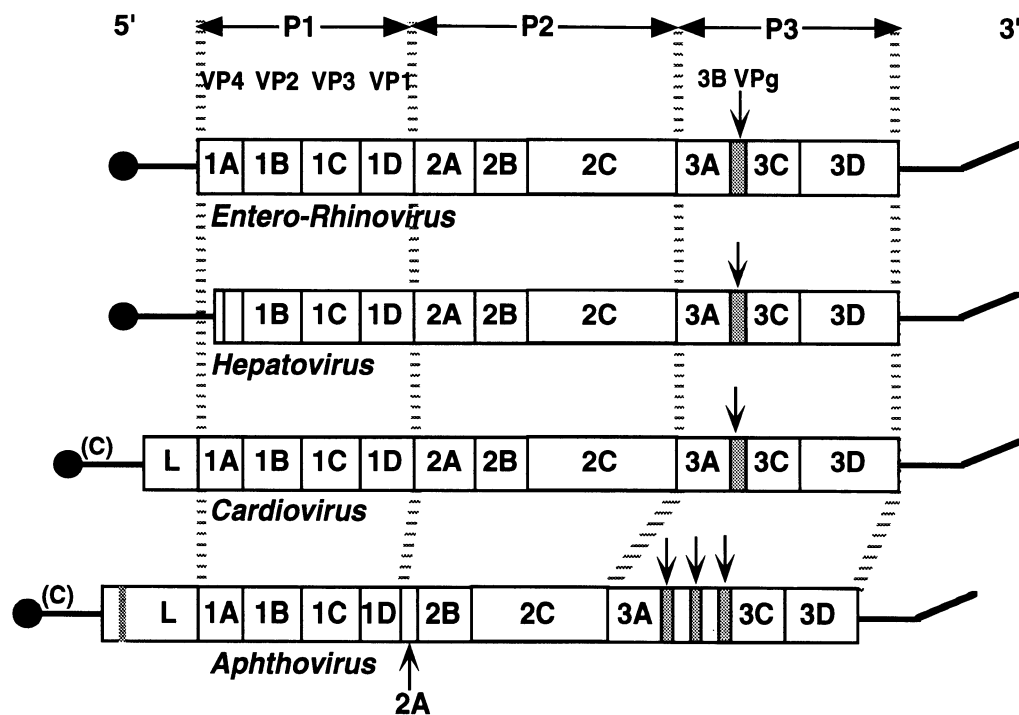 5' P1 P2 P3 3'
VP4 VP2 VP3 VP1 3B VPg
1A 1B 1C 1D 2A 2B 2C 3A 3C 3D
Entero-Rhinovirus
1B 1C 1D 2A 2B 2C 3A 3C 3D
Hepatovirus
(C)
L 1A 1B 1C 1D 2A 2B 2C 3A 3C 3D
Cardiovirus
(C)
L 1A 1B 1C 1D 2B 2C 3A 3C 3D
Aphthovirus
2A